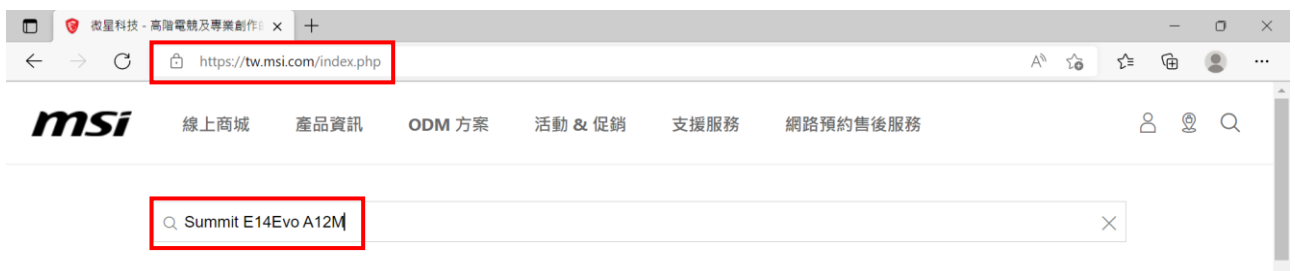 微星科技 - 高階電競及專業創作
https://tw.msi.com/index.php
msi 線上商城 產品資訊 ODM 方案 活動 & 促銷 支援服務 網路預約售後服務
Summit E14Evo A12M